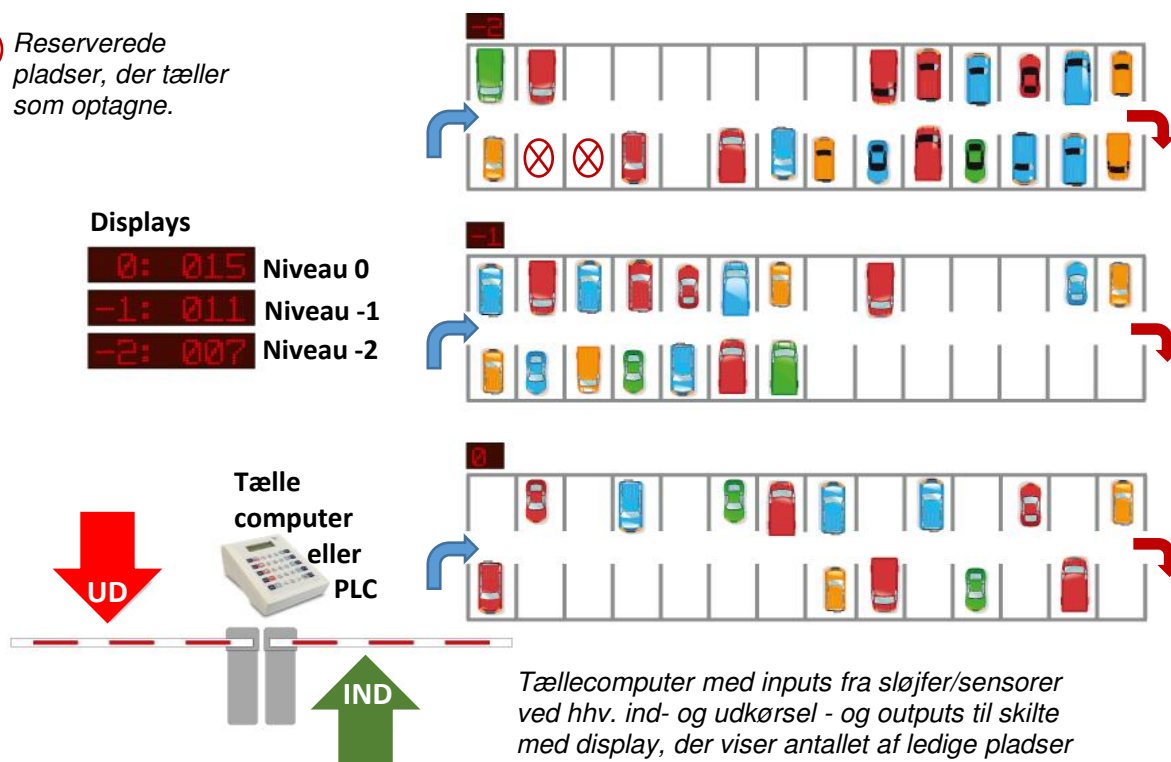 Reserverede
pladser, der tæller
som optagne.
-2
Displays
0: 015 Niveau 0
-1: 011 Niveau -1
-2: 007 Niveau -2
-1
0
Tælle
computer
eller
PLC
UD
IND
Tællecomputer med inputs fra sløjfer/sensorer
ved hhv. ind- og udkørsel - og outputs til skilte
med display, der viser antallet af ledige pladser